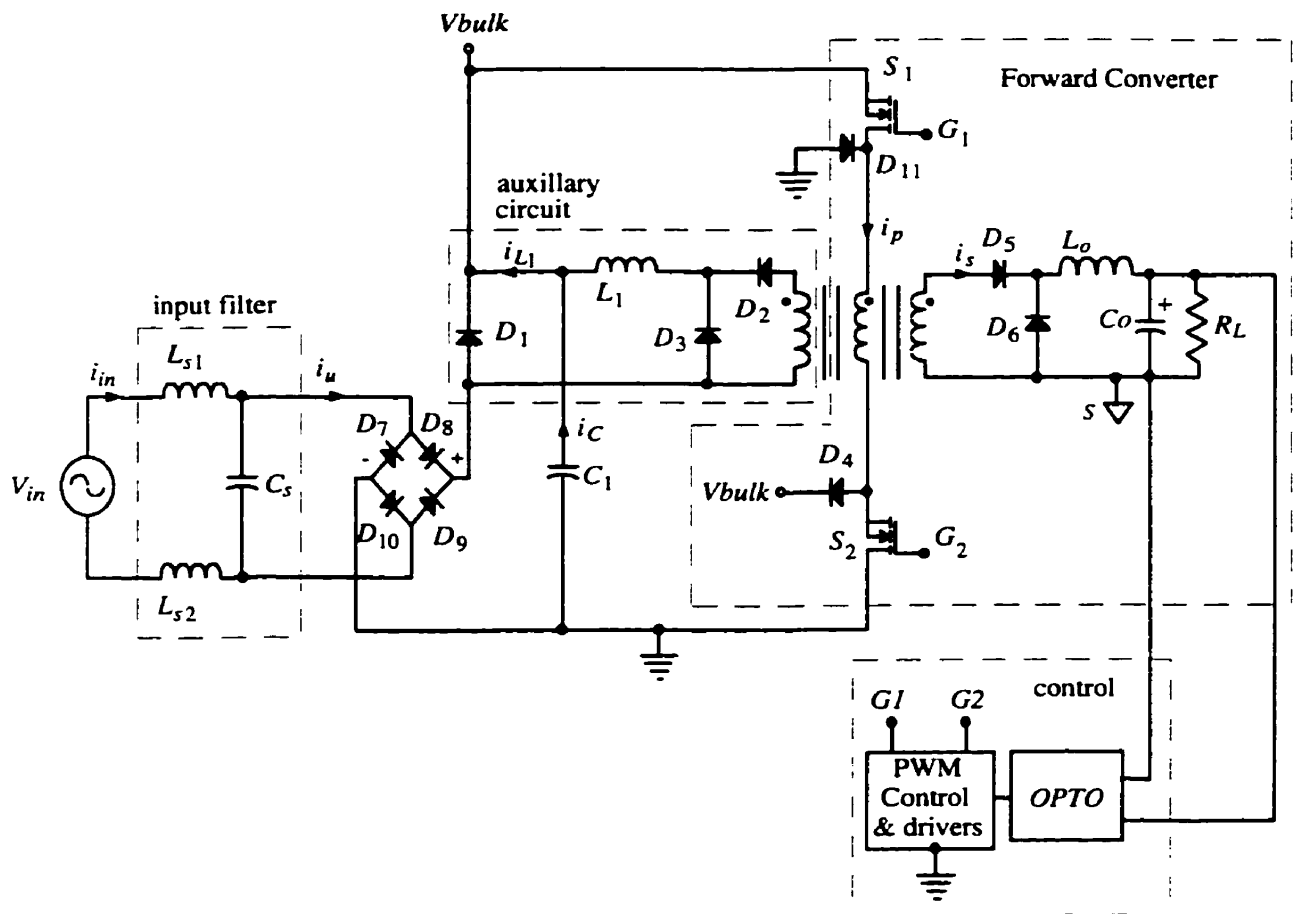 Vbulk
S1
Forward Converter
G1
D11
auxillary
circuit
iL1
L1
D2
ip
is
D5
Lo
input filter
D1
D3
D6
Co
+
RL
Ls1
iin
iu
S
D7
D8
iC
-
+
D4
Vin
Cs
C1
Vbulk
D10
D9
S2
G2
Ls2
control
G1
G2
PWM
Control
& drivers
OPTO